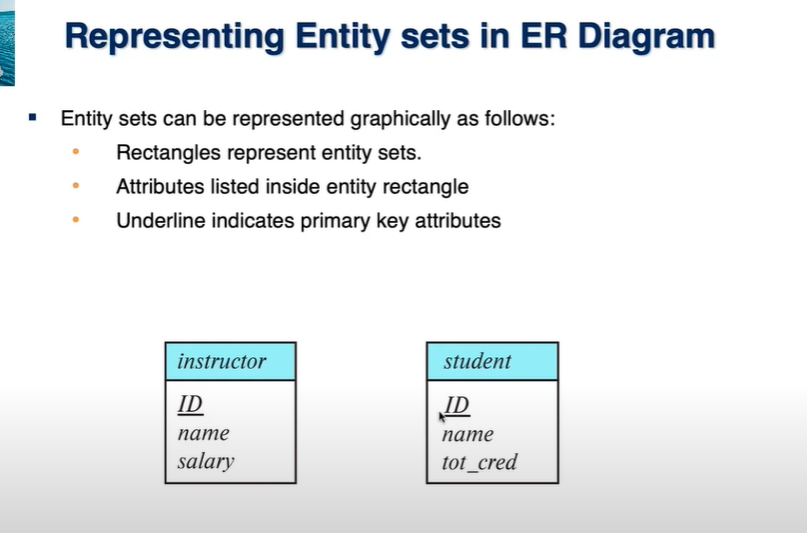 Representing Entity sets in ER Diagram
▪ Entity sets can be represented graphically as follows:
• Rectangles represent entity sets.
• Attributes listed inside entity rectangle
• Underline indicates primary key attributes
instructor
ID
name
salary
student
ID
name
tot_cred